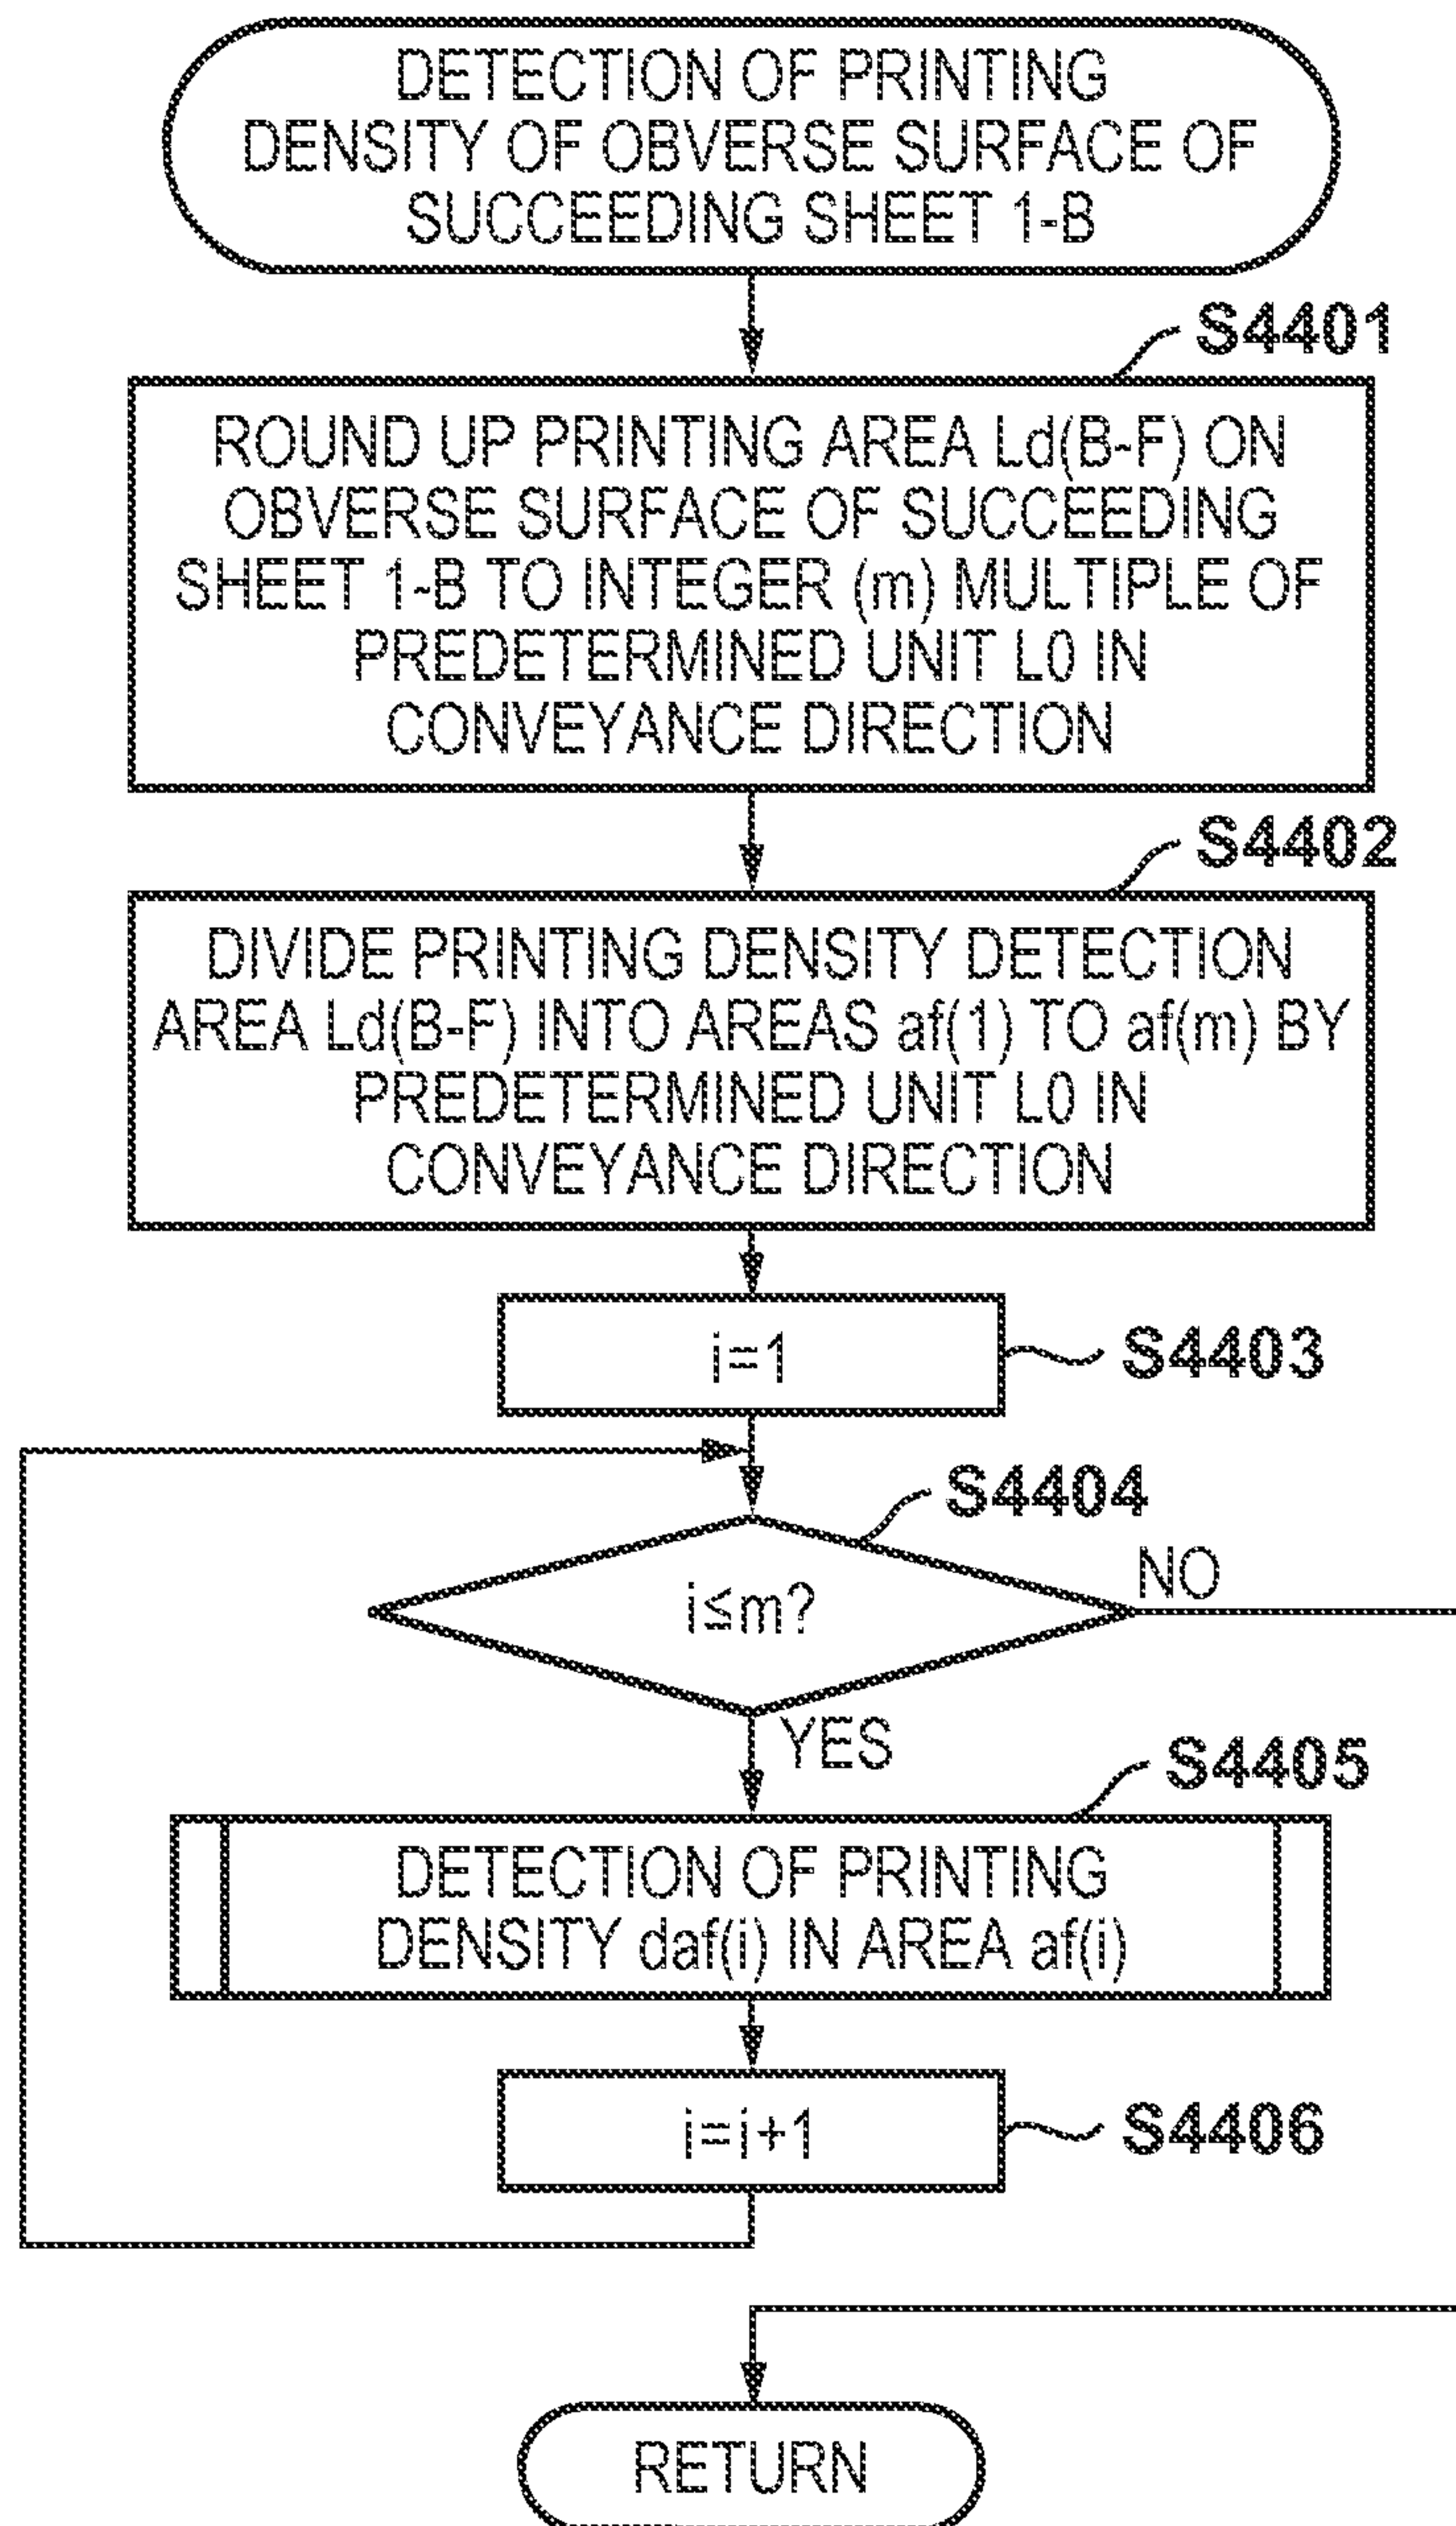 DETECTION OF PRINTING
DENSITY OF OBVERSE SURFACE OF
SUCCEEDING SHEET 1-B
S4401
ROUND UP PRINTING AREA Ld(B-F) ON
OBVERSE SURFACE OF SUCCEEDING
SHEET 1-B TO INTEGER (m) MULTIPLE OF
PREDETERMINED UNIT L0 IN
CONVEYANCE DIRECTION
S4402
DIVIDE PRINTING DENSITY DETECTION
AREA Ld(B-F) INTO AREAS af(1) TO af(m) BY
PREDETERMINED UNIT L0 IN
CONVEYANCE DIRECTION
i=1
S4403
S4404
i≤m?
NO
YES
S4405
DETECTION OF PRINTING
DENSITY daf(i) IN AREA af(i)
i=i+1
S4406
RETURN